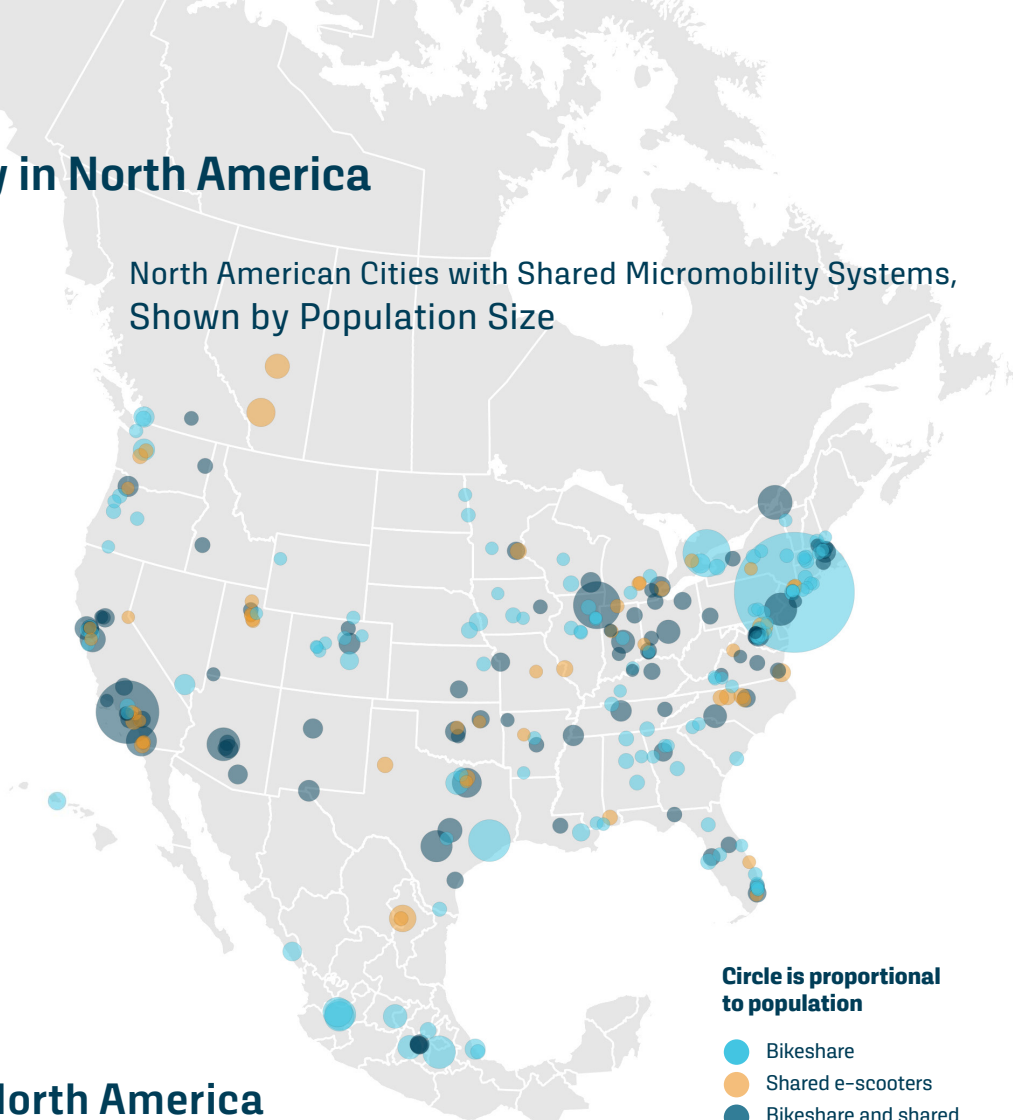 in North America
North American Cities with Shared Micromobility Systems,
Shown by Population Size
Circle is proportional
to population
Bikeshare
Shared e-scooters
Bikeshare and shared
North America